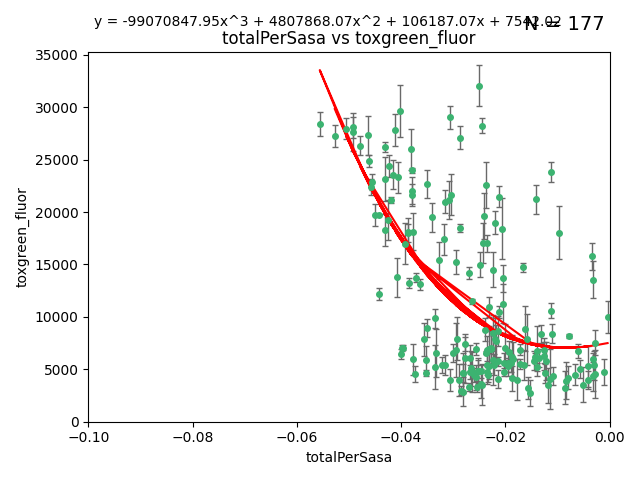 y = -99070847.95x^3 + 4807868.07x^2 + 106187.07x + 7542.02
N = 177
totalPerSasa vs toxgreen_fluor
35000
30000
25000
20000
15000
10000
5000
0
toxgreen_fluor
−0.10 −0.08 −0.06 −0.04 −0.02 0.00
totalPerSasa